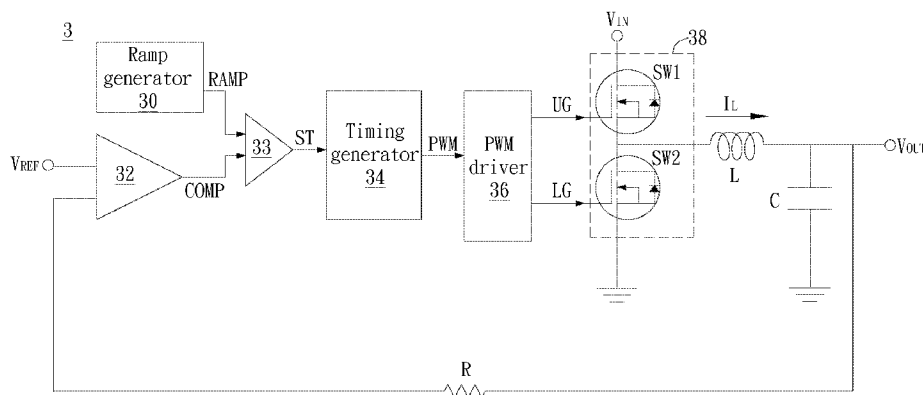 3
Ramp
generator
30
RAMP
VREF
32
COMP
33
ST
Timing
generator
34
PWM
PWM
driver
36
UG
LG
VIN
38
SW1
SW2
IL
L
C
VOUT
R